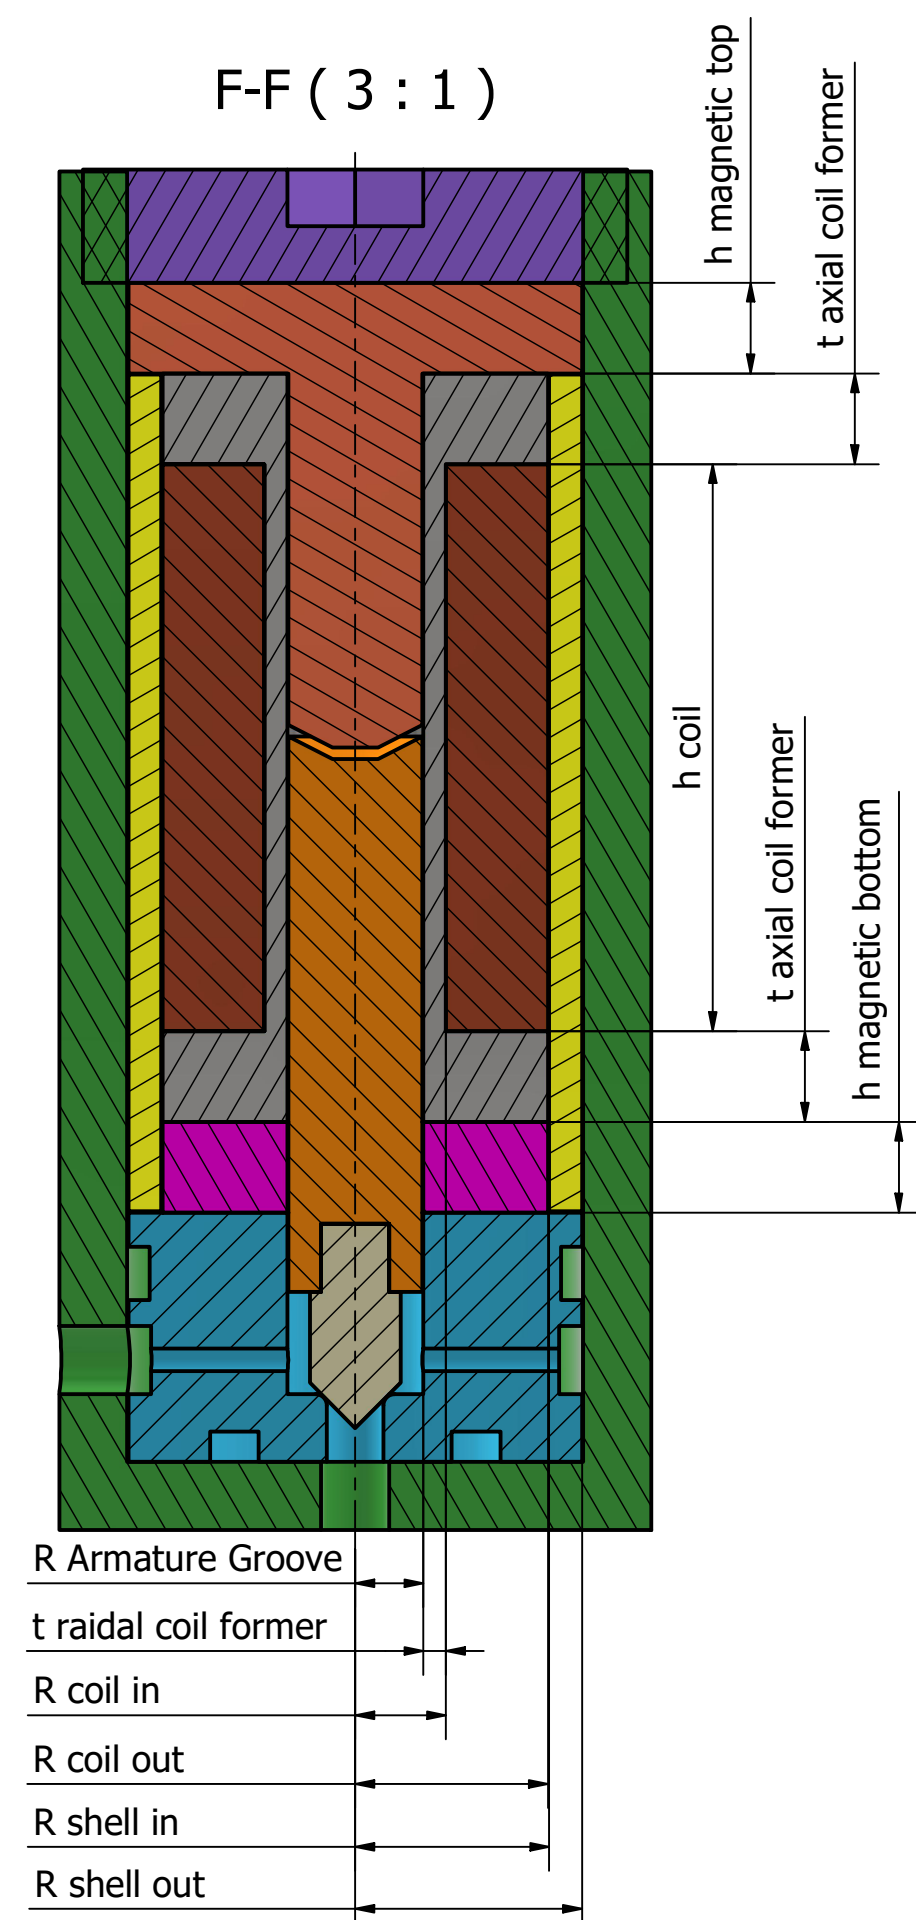 F-F ( 3 : 1 )
h magnetic top
t axial coil former
h coil
t axial coil former
h magnetic bottom
R Armature Groove
t raidal coil former
R coil in
R coil out
R shell in
R shell out